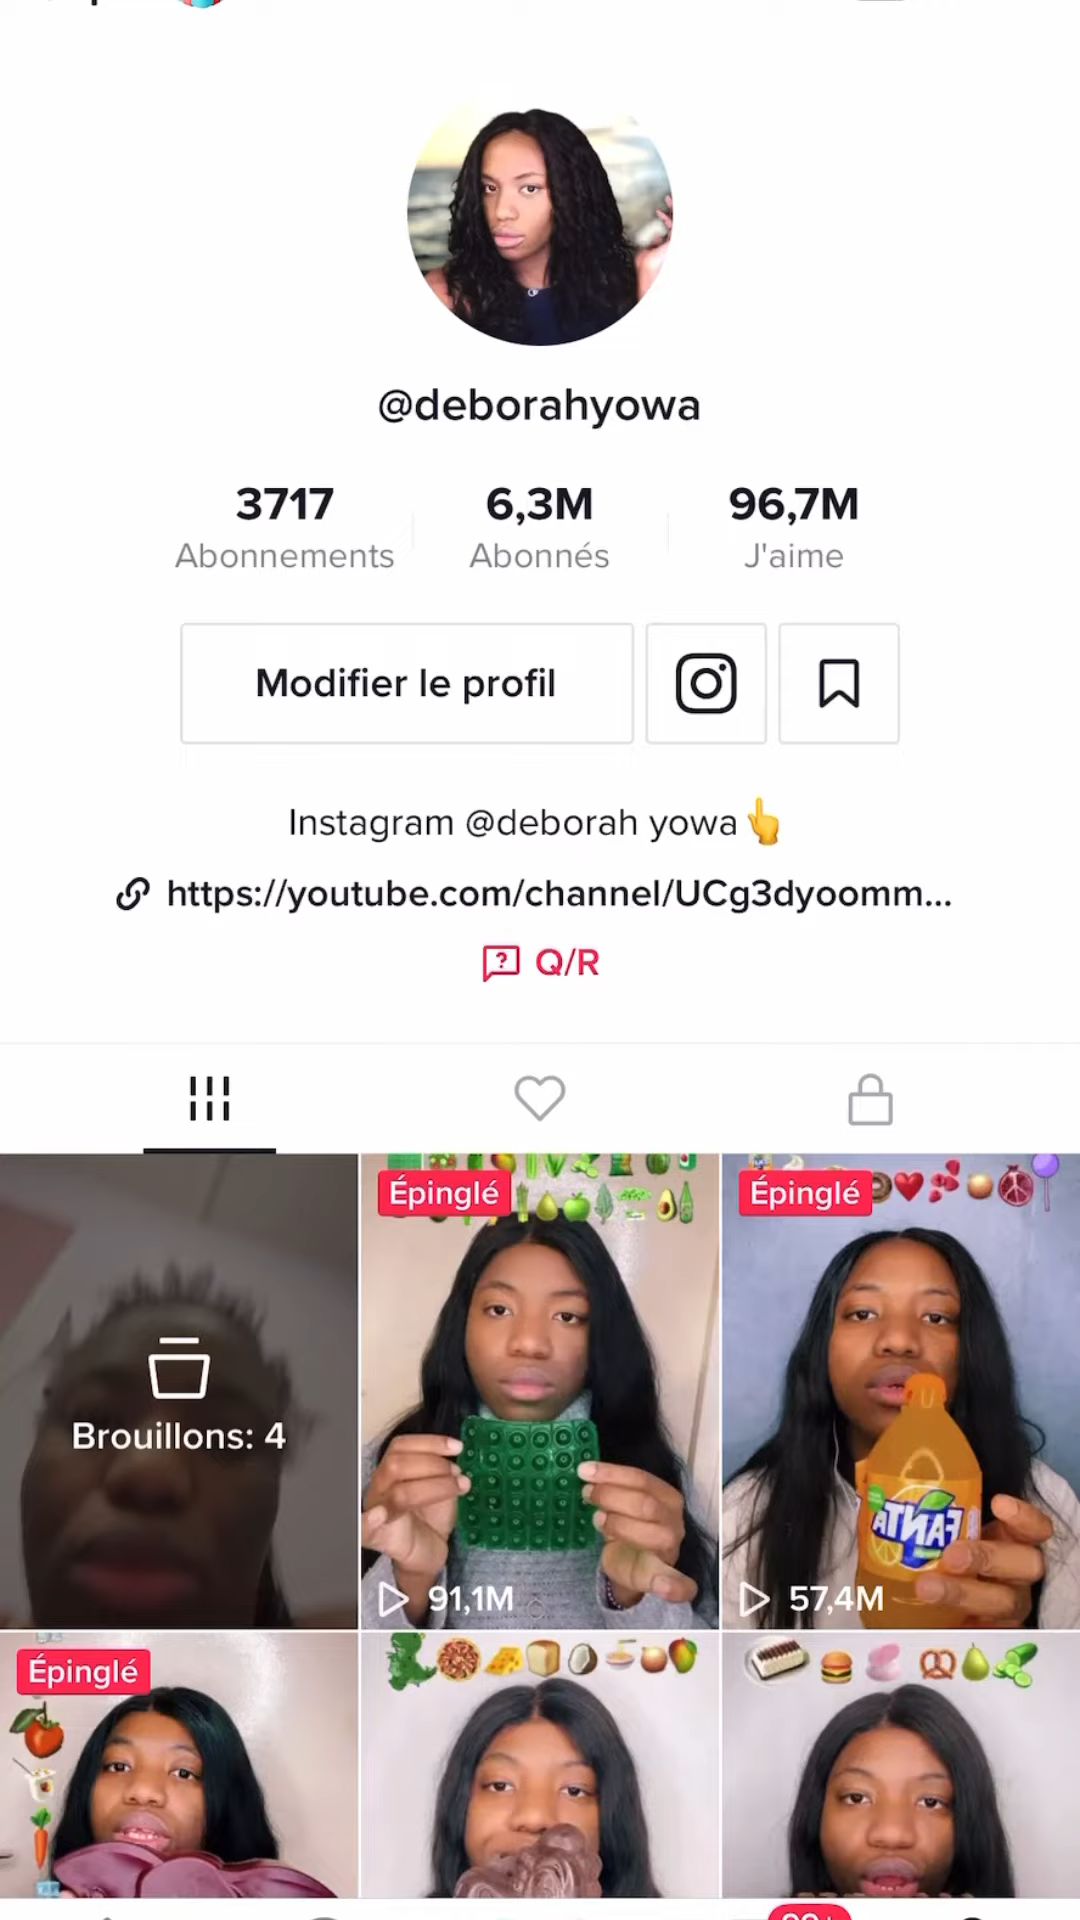 @deborahyowa
3717 6,3M 96,7M
Abonnements Abonnés J'aime
Modifier le profil
Instagram @deborah yowa👆
https://youtube.com/channel/UCg3dyoomm...
? Q/R
Épinglé Épinglé
Brouillons: 4
FANTA
91,1M 57,4M
Épinglé